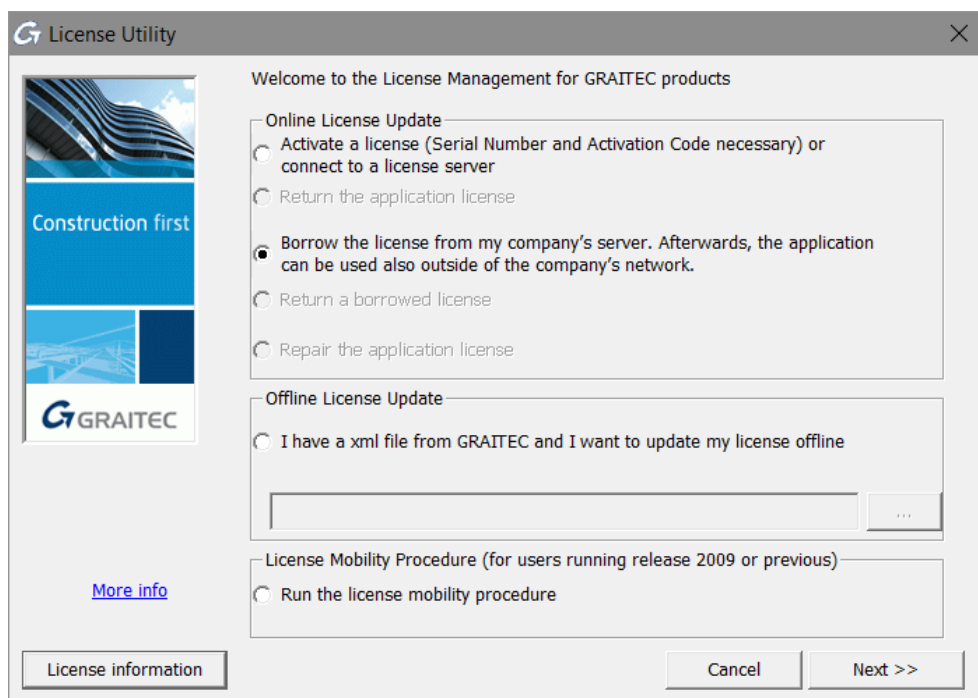 License Utility
Welcome to the License Management for GRAITEC products
Online License Update
Activate a license (Serial Number and Activation Code necessary) or
connect to a license server
Return the application license
Construction first
Borrow the license from my company's server. Afterwards, the application
can be used also outside of the company's network.
Return a borrowed license
Repair the application license
Offline License Update
GRAITEC
I have a xml file from GRAITEC and I want to update my license offline
...
License Mobility Procedure (for users running release 2009 or previous)
More info
Run the license mobility procedure
License information
Cancel
Next >>